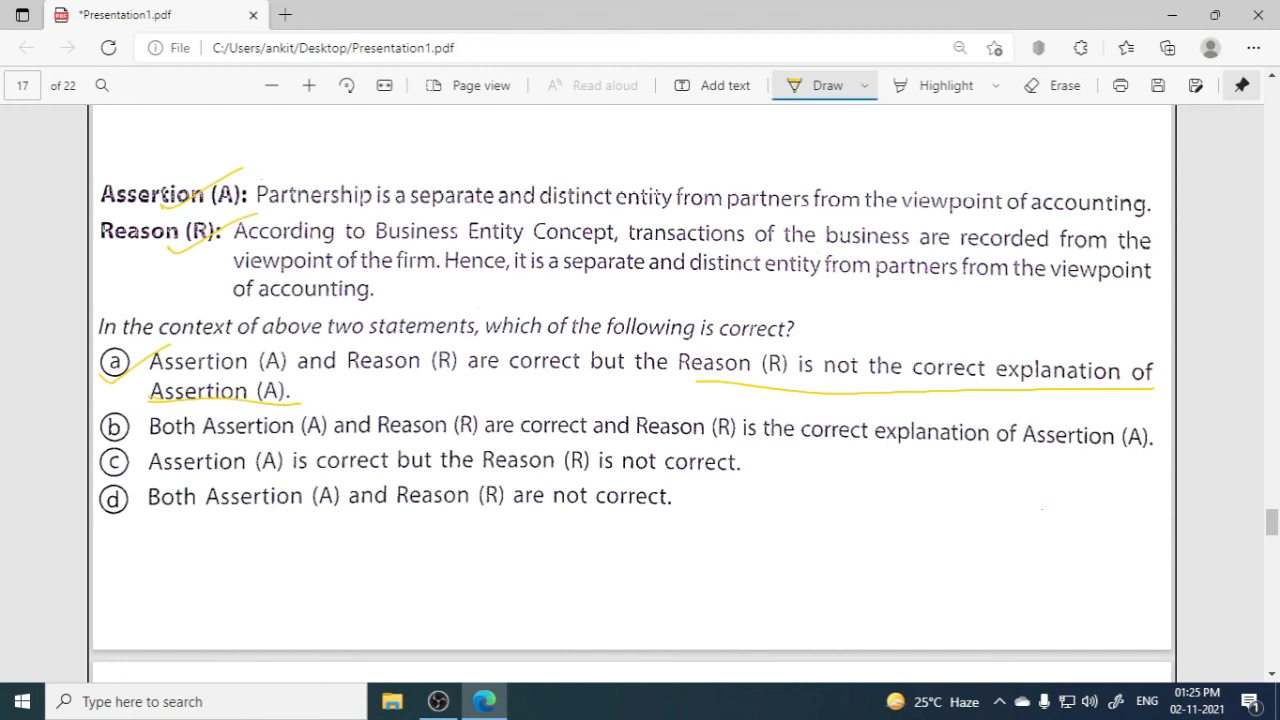 *Presentation1.pdf
File C:/Users/ankit/Desktop/Presentation1.pdf
17 of 22 Page view Read aloud Add text Draw Highlight Erase
Assertion (A): Partnership is a separate and distinct entity from partners from the viewpoint of accounting.
Reason (R): According to Business Entity Concept, transactions of the business are recorded from the
viewpoint of the firm. Hence, it is a separate and distinct entity from partners from the viewpoint
of accounting.
In the context of above two statements, which of the following is correct?
(a) Assertion (A) and Reason (R) are correct but the Reason (R) is not the correct explanation of
Assertion (A).
(b) Both Assertion (A) and Reason (R) are correct and Reason (R) is the correct explanation of Assertion (A).
(c) Assertion (A) is correct but the Reason (R) is not correct.
(d) Both Assertion (A) and Reason (R) are not correct.
Type here to search 25°C Haze ENG 01:25 PM
02-11-2021 1